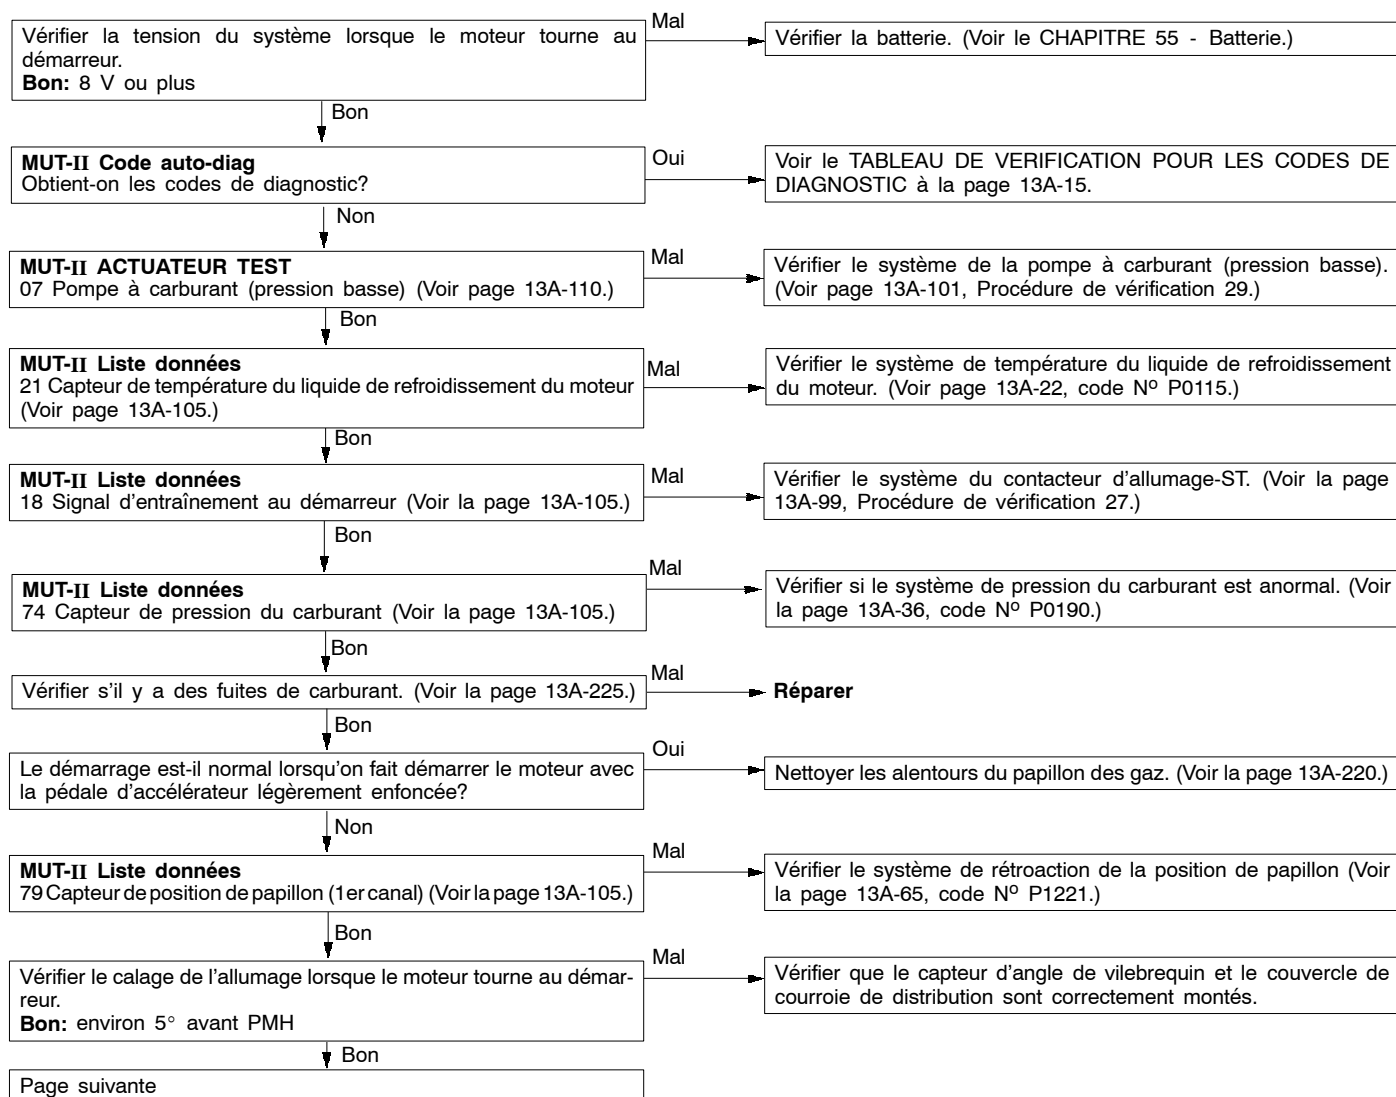 Vérifier la tension du système lorsque le moteur tourne au
démarreur.
Bon: 8 V ou plus
Mal
Vérifier la batterie. (Voir le CHAPITRE 55 - Batterie.)
Bon
MUT-II Code auto-diag
Obtient-on les codes de diagnostic?
Oui
Voir le TABLEAU DE VERIFICATION POUR LES CODES DE
DIAGNOSTIC à la page 13A-15.
Non
MUT-II ACTUATEUR TEST
07 Pompe à carburant (pression basse) (Voir page 13A-110.)
Mal
Vérifier le système de la pompe à carburant (pression basse).
(Voir page 13A-101, Procédure de vérification 29.)
Bon
MUT-II Liste données
21 Capteur de température du liquide de refroidissement du moteur
(Voir page 13A-105.)
Mal
Vérifier le système de température du liquide de refroidissement
du moteur. (Voir page 13A-22, code Nº P0115.)
Bon
MUT-II Liste données
18 Signal d'entraînement au démarreur (Voir la page 13A-105.)
Mal
Vérifier le système du contacteur d'allumage-ST. (Voir la page
13A-99, Procédure de vérification 27.)
Bon
MUT-II Liste données
74 Capteur de pression du carburant (Voir la page 13A-105.)
Mal
Vérifier si le système de pression du carburant est anormal. (Voir
la page 13A-36, code Nº P0190.)
Bon
Vérifier s'il y a des fuites de carburant. (Voir la page 13A-225.)
Mal
Réparer
Bon
Le démarrage est-il normal lorsqu'on fait démarrer le moteur avec
la pédale d'accélérateur légèrement enfoncée?
Oui
Nettoyer les alentours du papillon des gaz. (Voir la page 13A-220.)
Non
MUT-II Liste données
79 Capteur de position de papillon (1er canal) (Voir la page 13A-105.)
Mal
Vérifier le système de rétroaction de la position de papillon (Voir
la page 13A-65, code Nº P1221.)
Bon
Vérifier le calage de l'allumage lorsque le moteur tourne au démar-
reur.
Bon: environ 5° avant PMH
Mal
Vérifier que le capteur d'angle de vilebrequin et le couvercle de
courroie de distribution sont correctement montés.
Bon
Page suivante